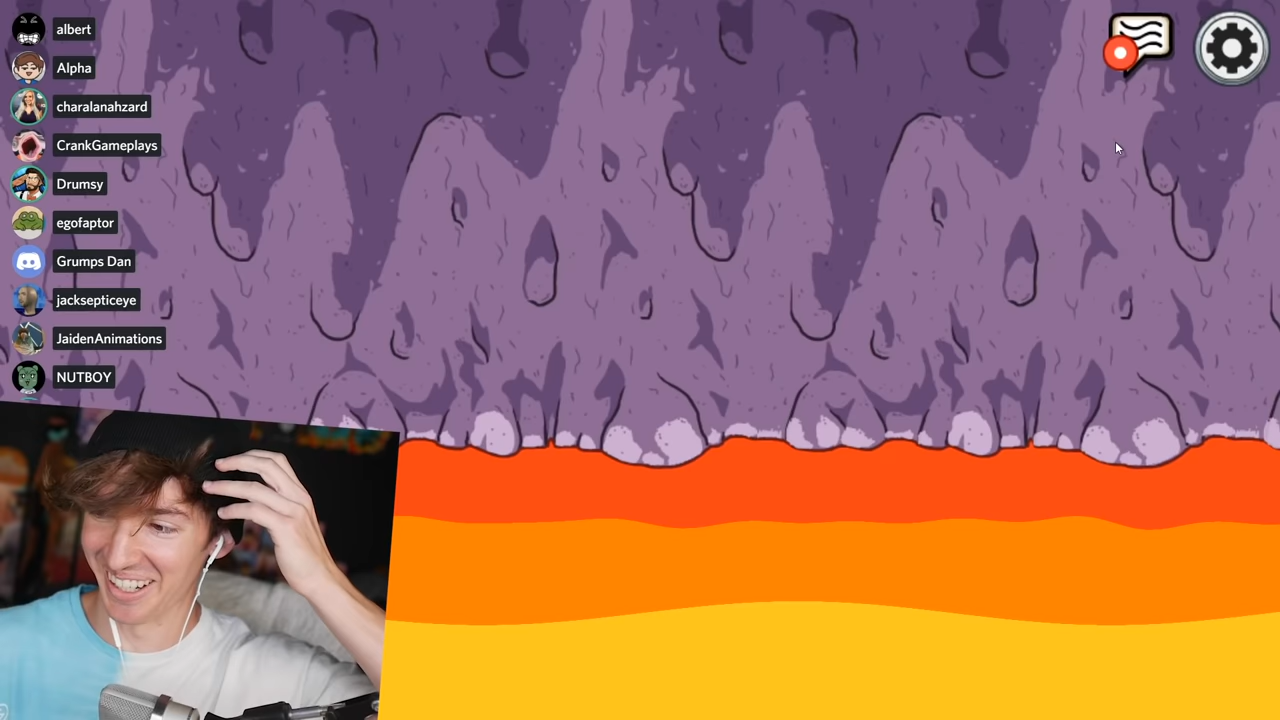 albert
Alpha
charalanahzard
CrankGameplays
Drumsy
egofaptor
Grumps Dan
jacksepticeye
JaidenAnimations
NUTBOY